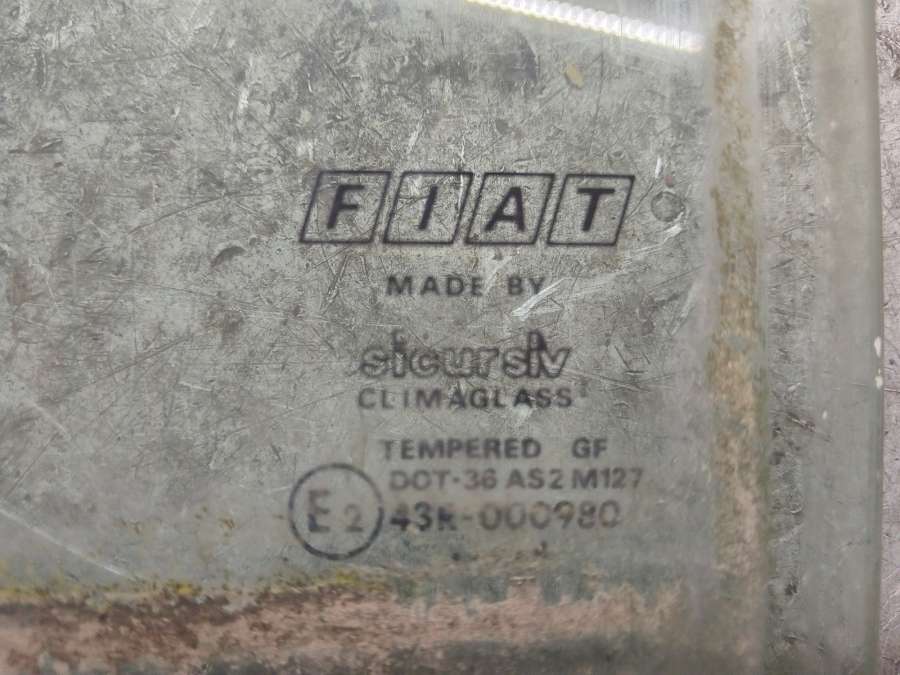 FIAT
MADE BY
sicursiv
CLIMAGLASS
TEMPERED GF
DOT-36 AS2 M127
E2 43R-000980